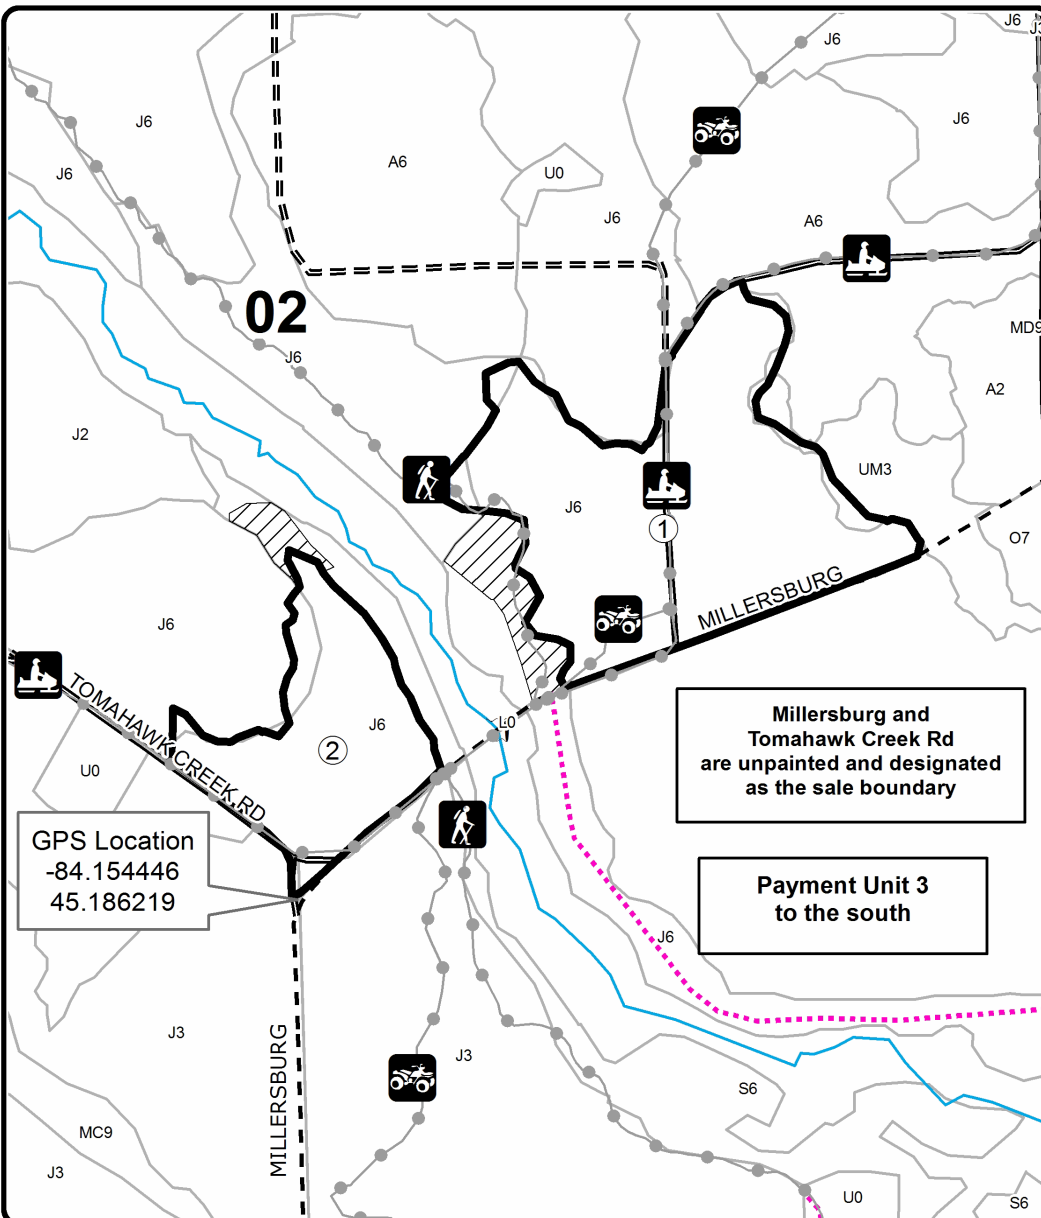 J6
J6
J3
J6
J6
A6
J6
J6
U0
J6
A6
02
J6
MD9
A2
J2
UM3
J6
O7
1
MILLERSBURG
J6
TOMAHAWK CREEK RD
J6
L0
2
U0
Millersburg and
Tomahawk Creek Rd
are unpainted and designated
as the sale boundary
GPS Location
-84.154446
45.186219
Payment Unit 3
to the south
J6
J3
MILLERSBURG
J3
S6
MC9
J3
U0
S6